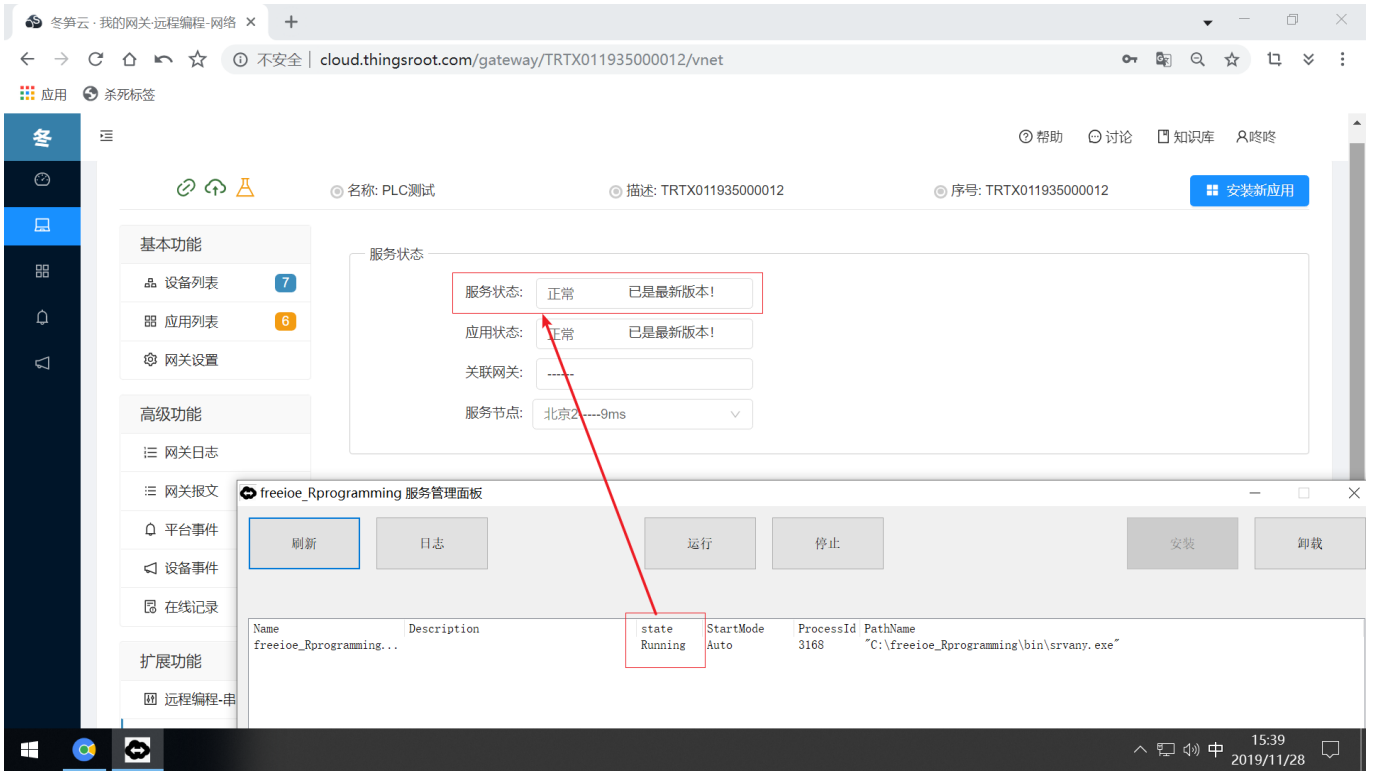 冬笋云 · 我的网关·远程编程-网络
不安全 | cloud.thingsroot.com/gateway/TRTX011935000012/vnet
应用 杀死标签
冬
帮助 讨论 知识库 咚咚
名称: PLC测试 描述: TRTX011935000012 序号: TRTX011935000012 安装新应用
基本功能
设备列表 7
应用列表 6
网关设置
高级功能
网关日志
网关报文
平台事件
设备事件
在线记录
扩展功能
远程编程-串
服务状态
服务状态: 正常 已是最新版本!
应用状态: 正常 已是最新版本!
关联网关: ------
服务节点: 北京2-----9ms
freeioe_Rprogramming 服务管理面板
刷新 日志 运行 停止 安装 卸载
Name Description state StartMode ProcessId PathName
freeioe_Rprogramming... Running Auto 3168 "C:\freeioe_Rprogramming\bin\srvany.exe"
中 15:39
2019/11/28